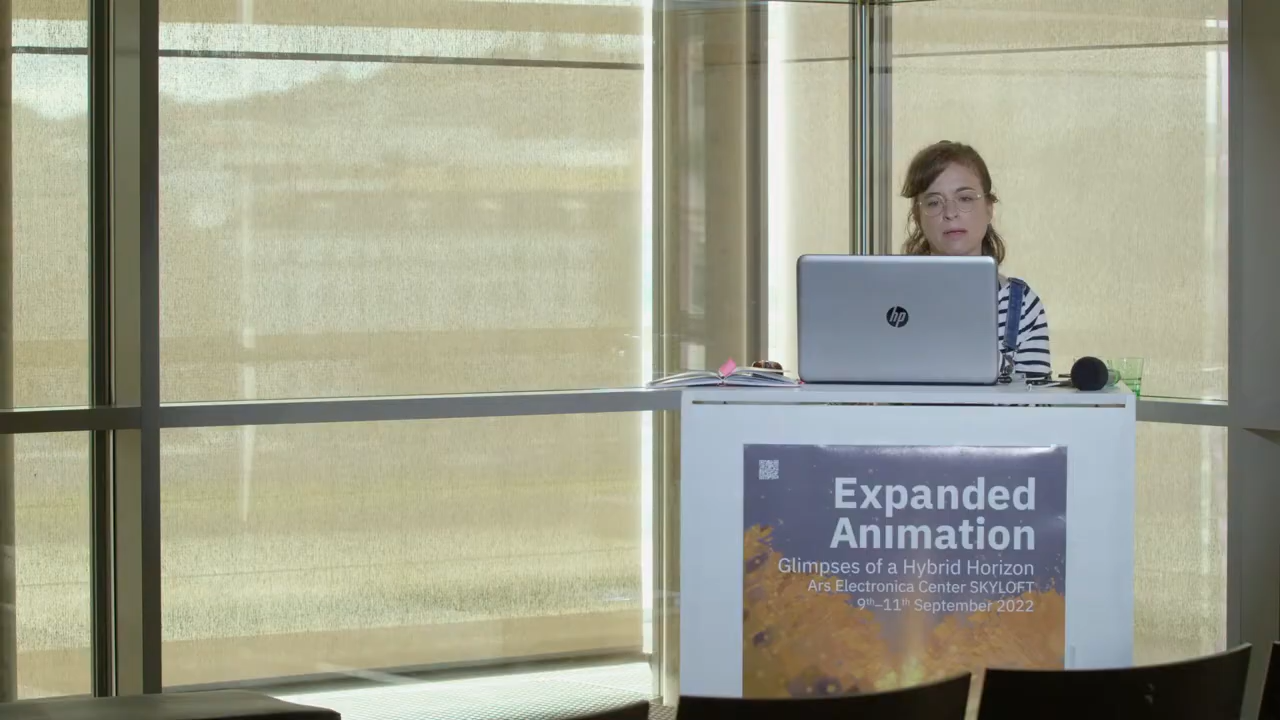 hp
Expanded
Animation
Glimpses of a Hybrid Horizon
Ars Electronica Center SKYLOFT
9th–11th September 2022